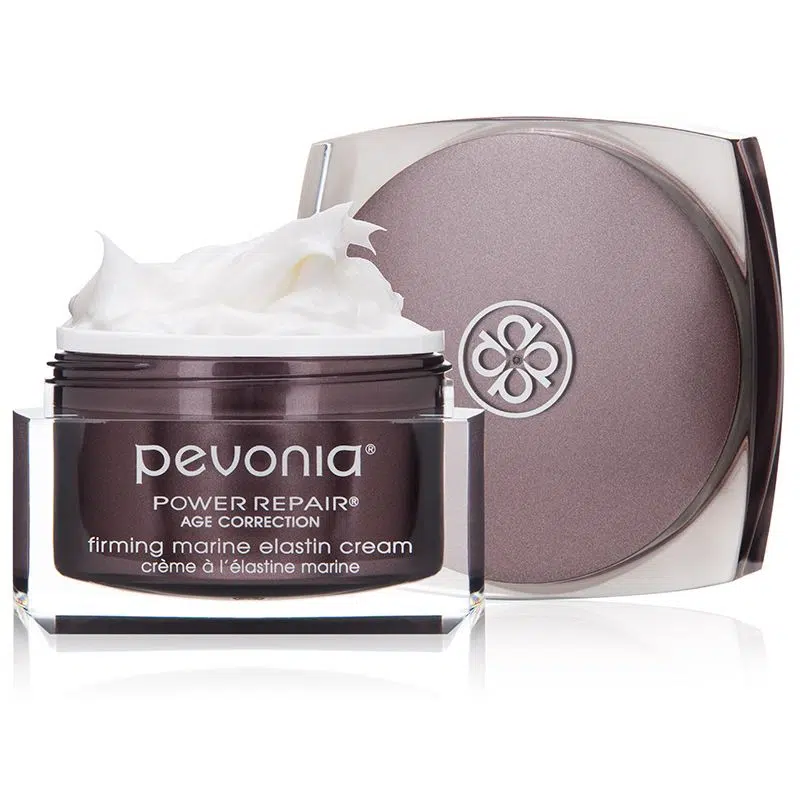 pevonia®
POWER REPAIR®
AGE CORRECTION
firming marine elastin cream
crème à l'élastine marine